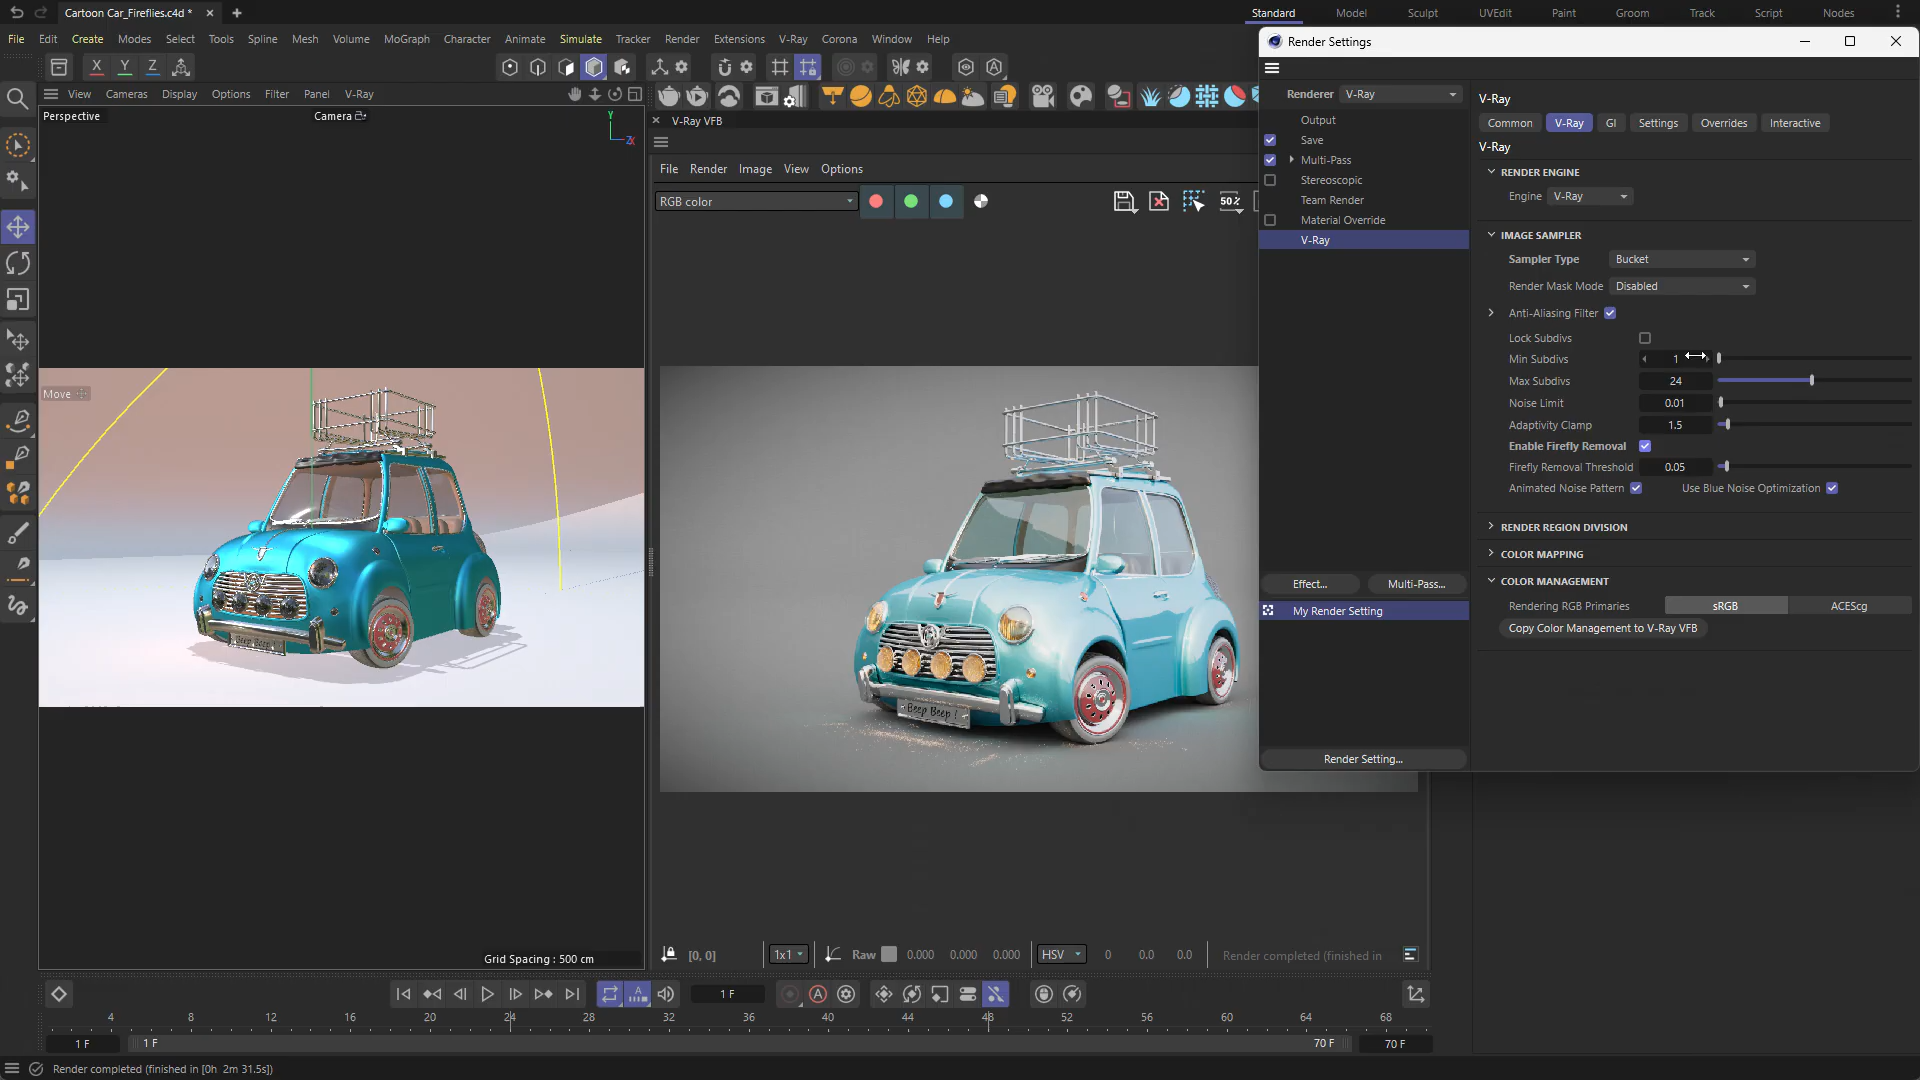 Cartoon Car_Fireflies.c4d *
Standard Model Sculpt UVEdit Paint Groom Track Script Nodes
File Edit Create Modes Select Tools Spline Mesh Volume MoGraph Character Animate Simulate Tracker Render Extensions V-Ray Corona Window Help
X Y Z
View Cameras Display Options Filter Panel V-Ray
Perspective
Camera
Y
Z X
Move
Beep Beep !
Grid Spacing : 500 cm
V-Ray VFB
File Render Image View Options
RGB color
50%
Beep Beep !
[0, 0]
1x1
Raw 0.000 0.000 0.000
HSV
0 0.0 0.0
Render completed (finished in
Render Settings
Renderer V-Ray
Output
Save
Multi-Pass
Stereoscopic
Team Render
Material Override
V-Ray
Effect...
Multi-Pass...
My Render Setting
Render Setting...
V-Ray
Common V-Ray GI Settings Overrides Interactive
V-Ray
RENDER ENGINE
Engine V-Ray
IMAGE SAMPLER
Sampler Type Bucket
Render Mask Mode Disabled
Anti-Aliasing Filter
Lock Subdivs
Min Subdivs 1
Max Subdivs 24
Noise Limit 0.01
Adaptivity Clamp 1.5
Enable Firefly Removal
Firefly Removal Threshold 0.05
Animated Noise Pattern Use Blue Noise Optimization
RENDER REGION DIVISION
COLOR MAPPING
COLOR MANAGEMENT
Rendering RGB Primaries sRGB ACEScg
Copy Color Management to V-Ray VFB
A
1 F
A
4 8 12 16 20 24 28 32 36 40 44 48 52 56 60 64 68
1 F 1 F 70 F 70 F
Render completed (finished in [0h 2m 31.5s])